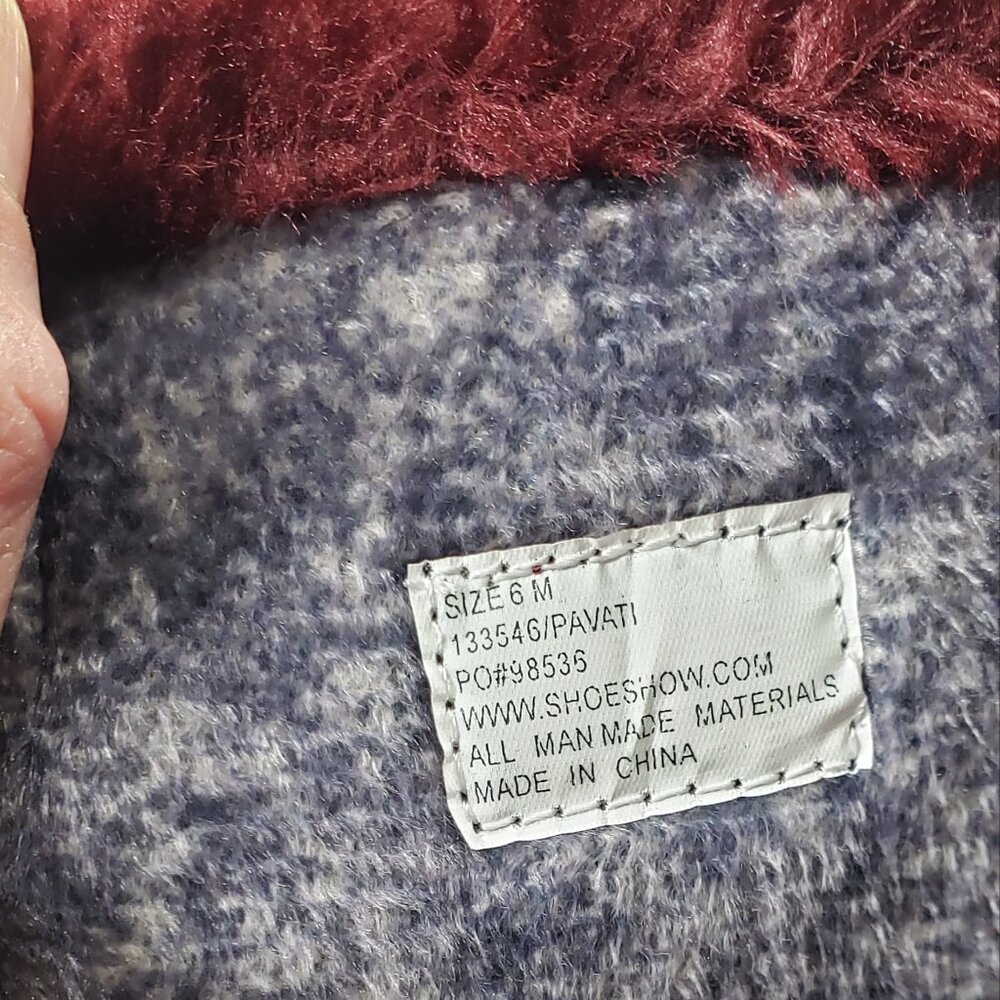 SIZE 6 M
133546/PAVATI
PO#98536
WWW.SHOESHOW.COM
ALL MAN MADE MATERIALS
MADE IN CHINA